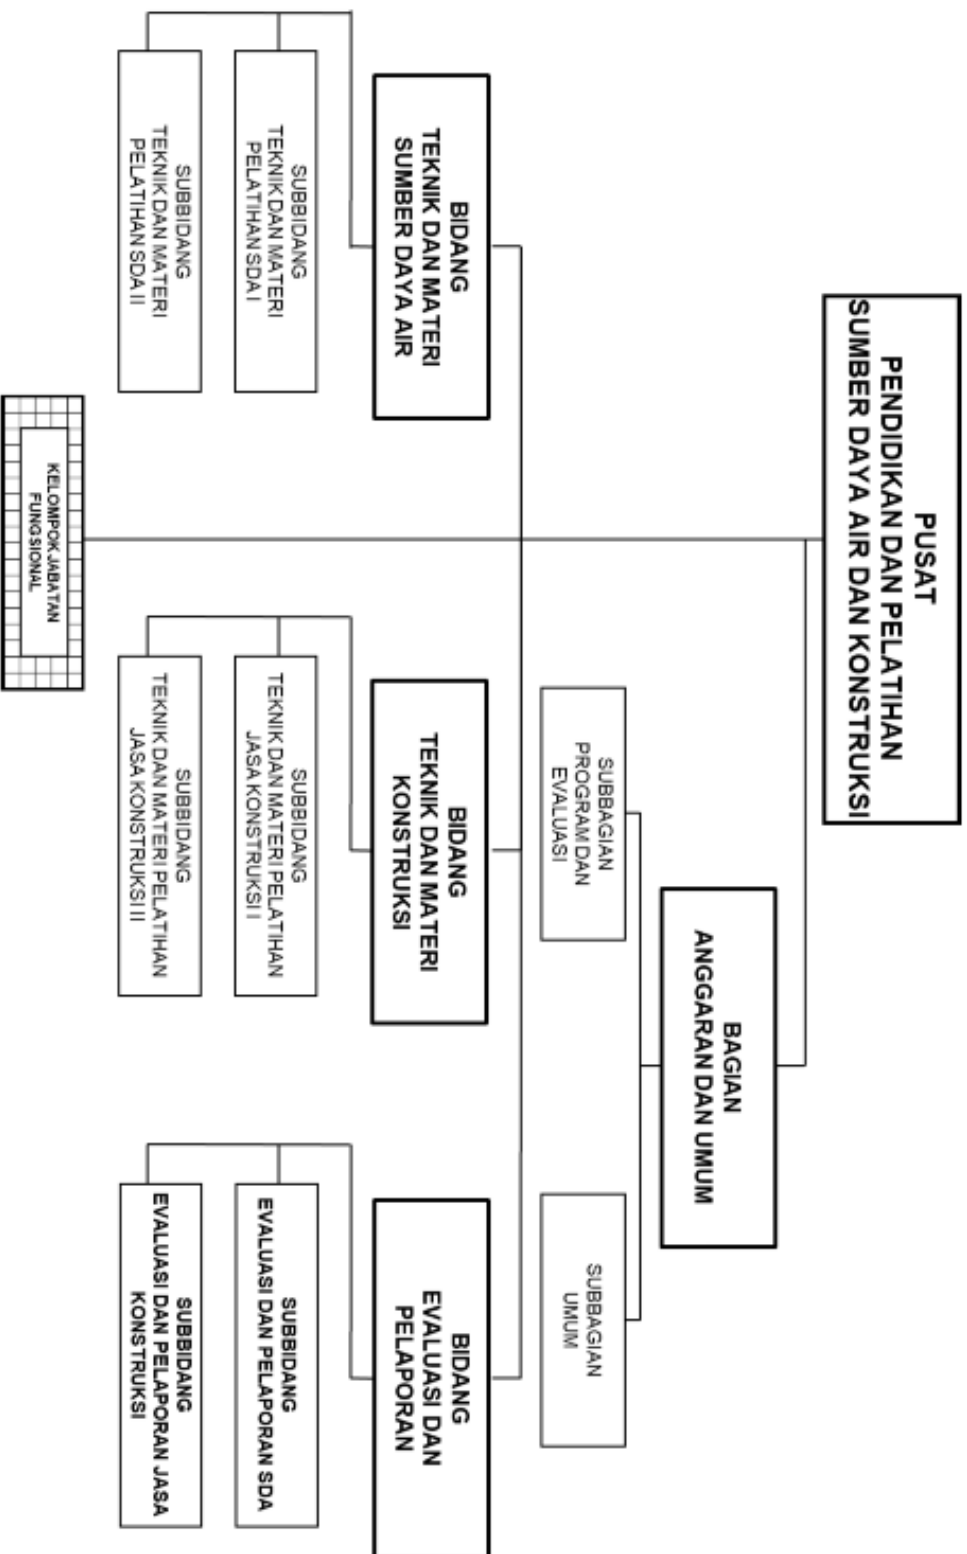 PUSAT
PENDIDIKAN DAN PELATIHAN
SUMBER DAYA AIR DAN KONSTRUKSI
BAGIAN
ANGGARAN DAN UMUM
SUBBAGIAN
PROGRAM DAN
EVALUASI
SUBBAGIAN
UMUM
BIDANG
TEKNIK DAN MATERI
SUMBER DAYA AIR
BIDANG
TEKNIK DAN MATERI
KONSTRUKSI
BIDANG
EVALUASI DAN
PELAPORAN
SUBBIDANG
TEKNIK DAN MATERI
PELATIHAN SDA I
SUBBIDANG
TEKNIK DAN MATERI PELATIHAN
JASA KONSTRUKSI I
SUBBIDANG
EVALUASI DAN PELAPORAN SDA
SUBBIDANG
TEKNIK DAN MATERI
PELATIHAN SDA II
SUBBIDANG
TEKNIK DAN MATERI PELATIHAN
JASA KONSTRUKSI II
SUBBIDANG
EVALUASI DAN PELAPORAN JASA
KONSTRUKSI
KELOMPOK JABATAN
FUNGSIONAL